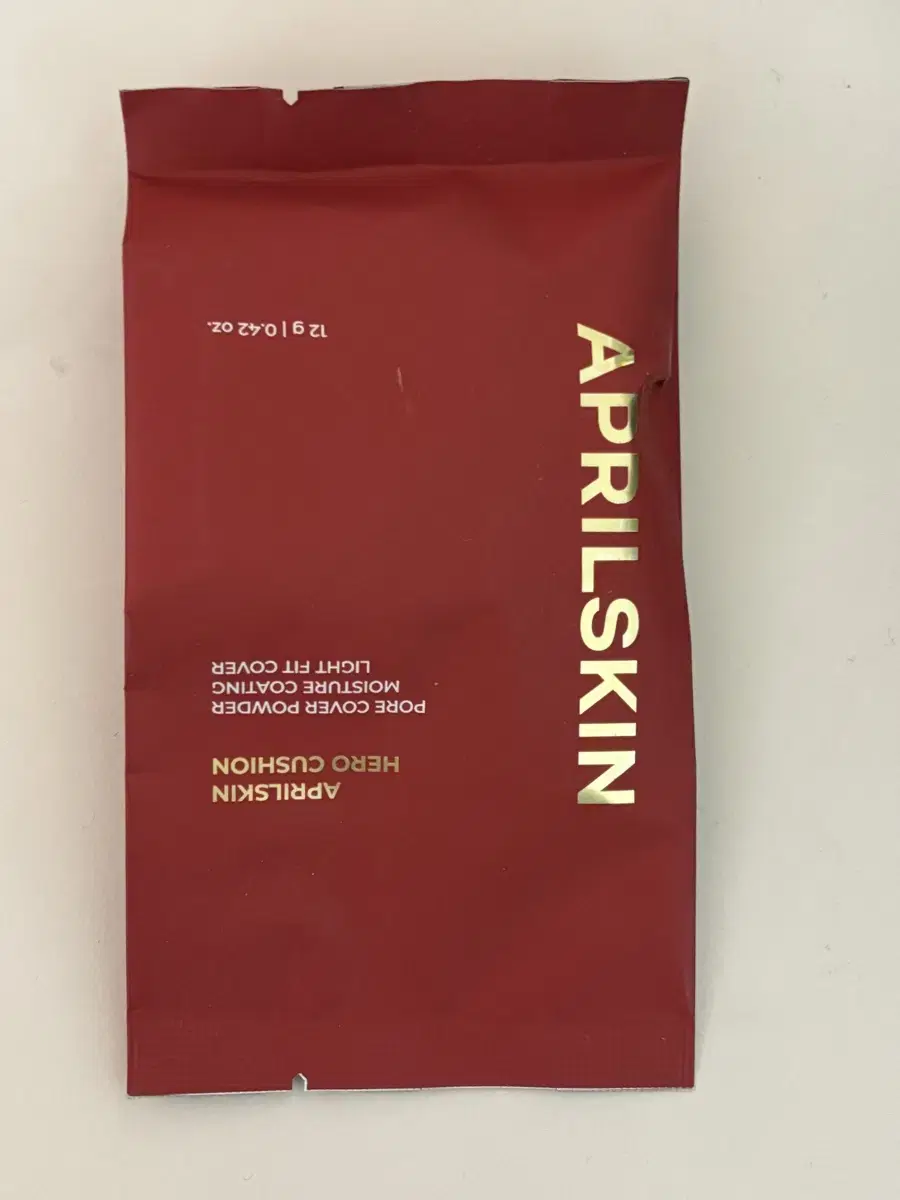 APRILSKIN
APRILSKIN
HERO CUSHION
PORE COVER POWDER
MOISTURE COATING
LIGHT FIT COVER
12 g | 0.42 oz.